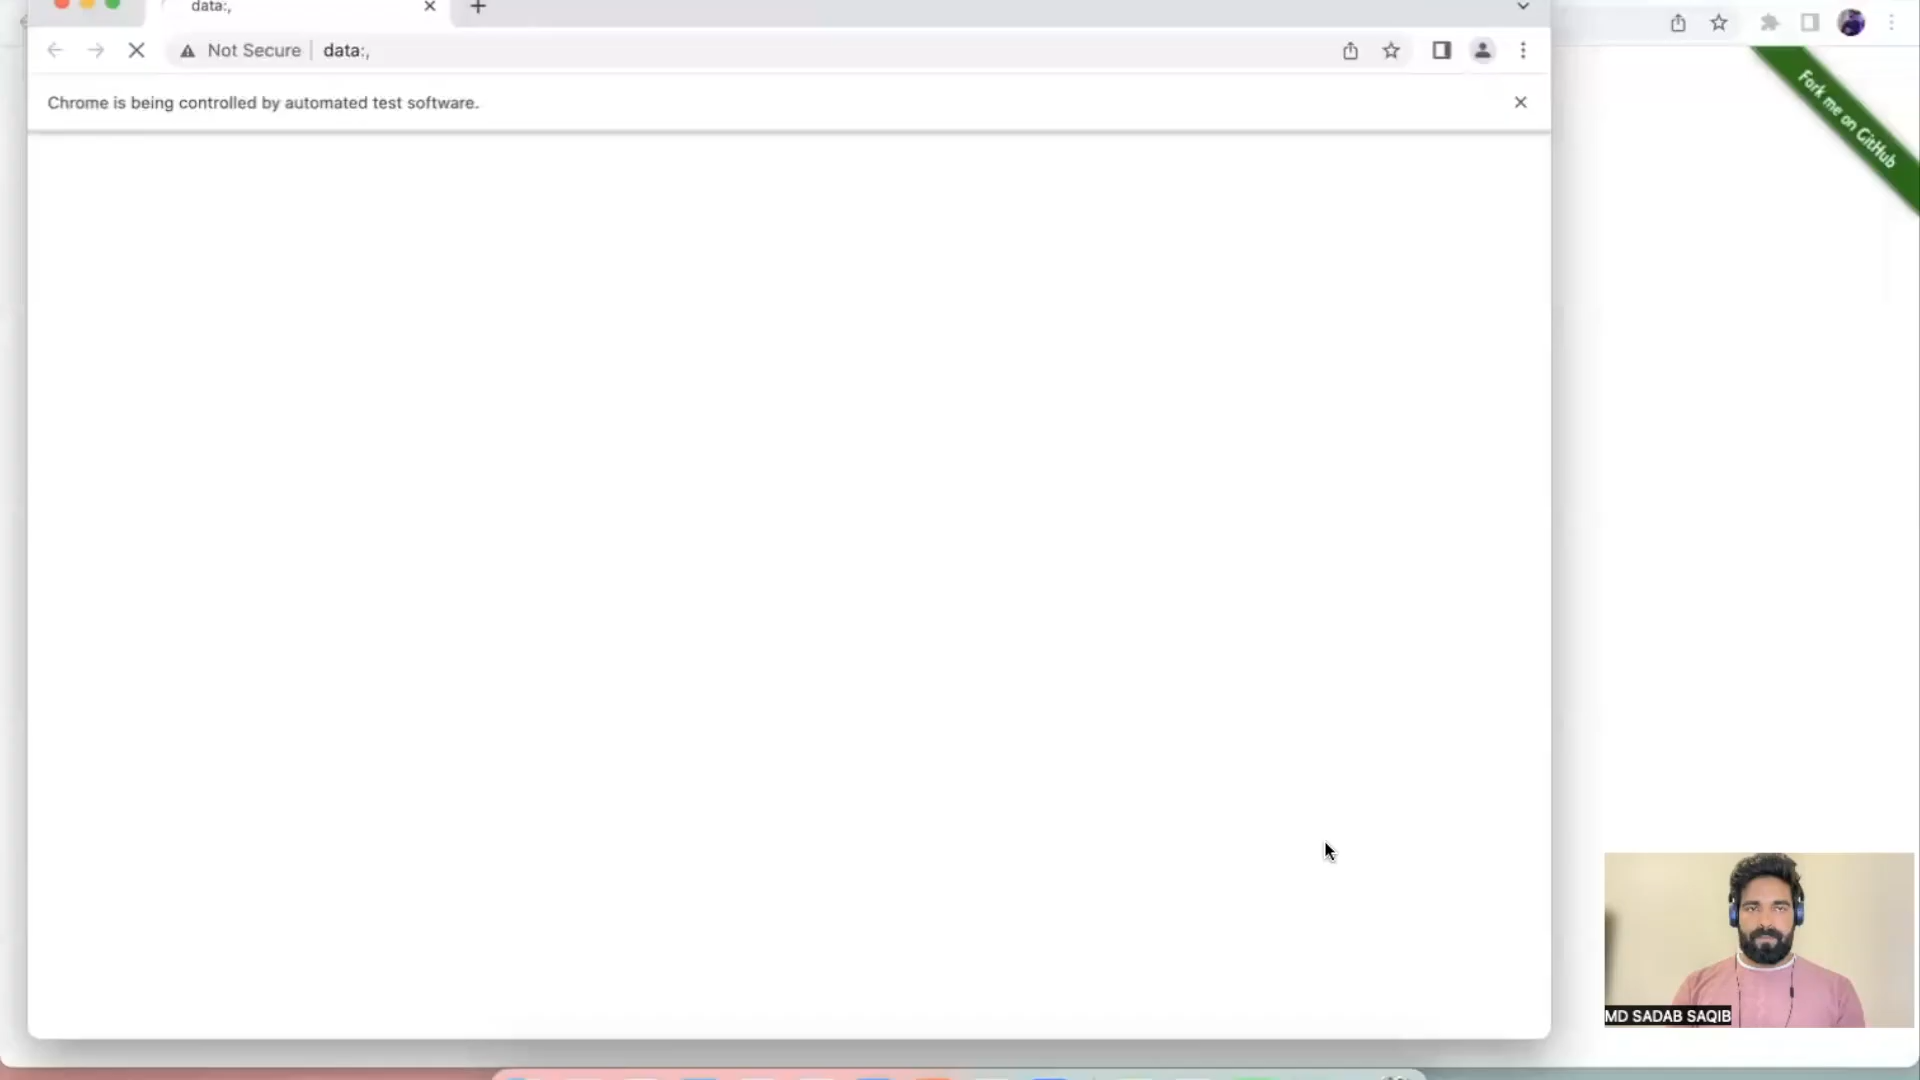 data:,
Not Secure
data:,
Chrome is being controlled by automated test software.
Fork me on GitHub
MD SADAB SAQIB